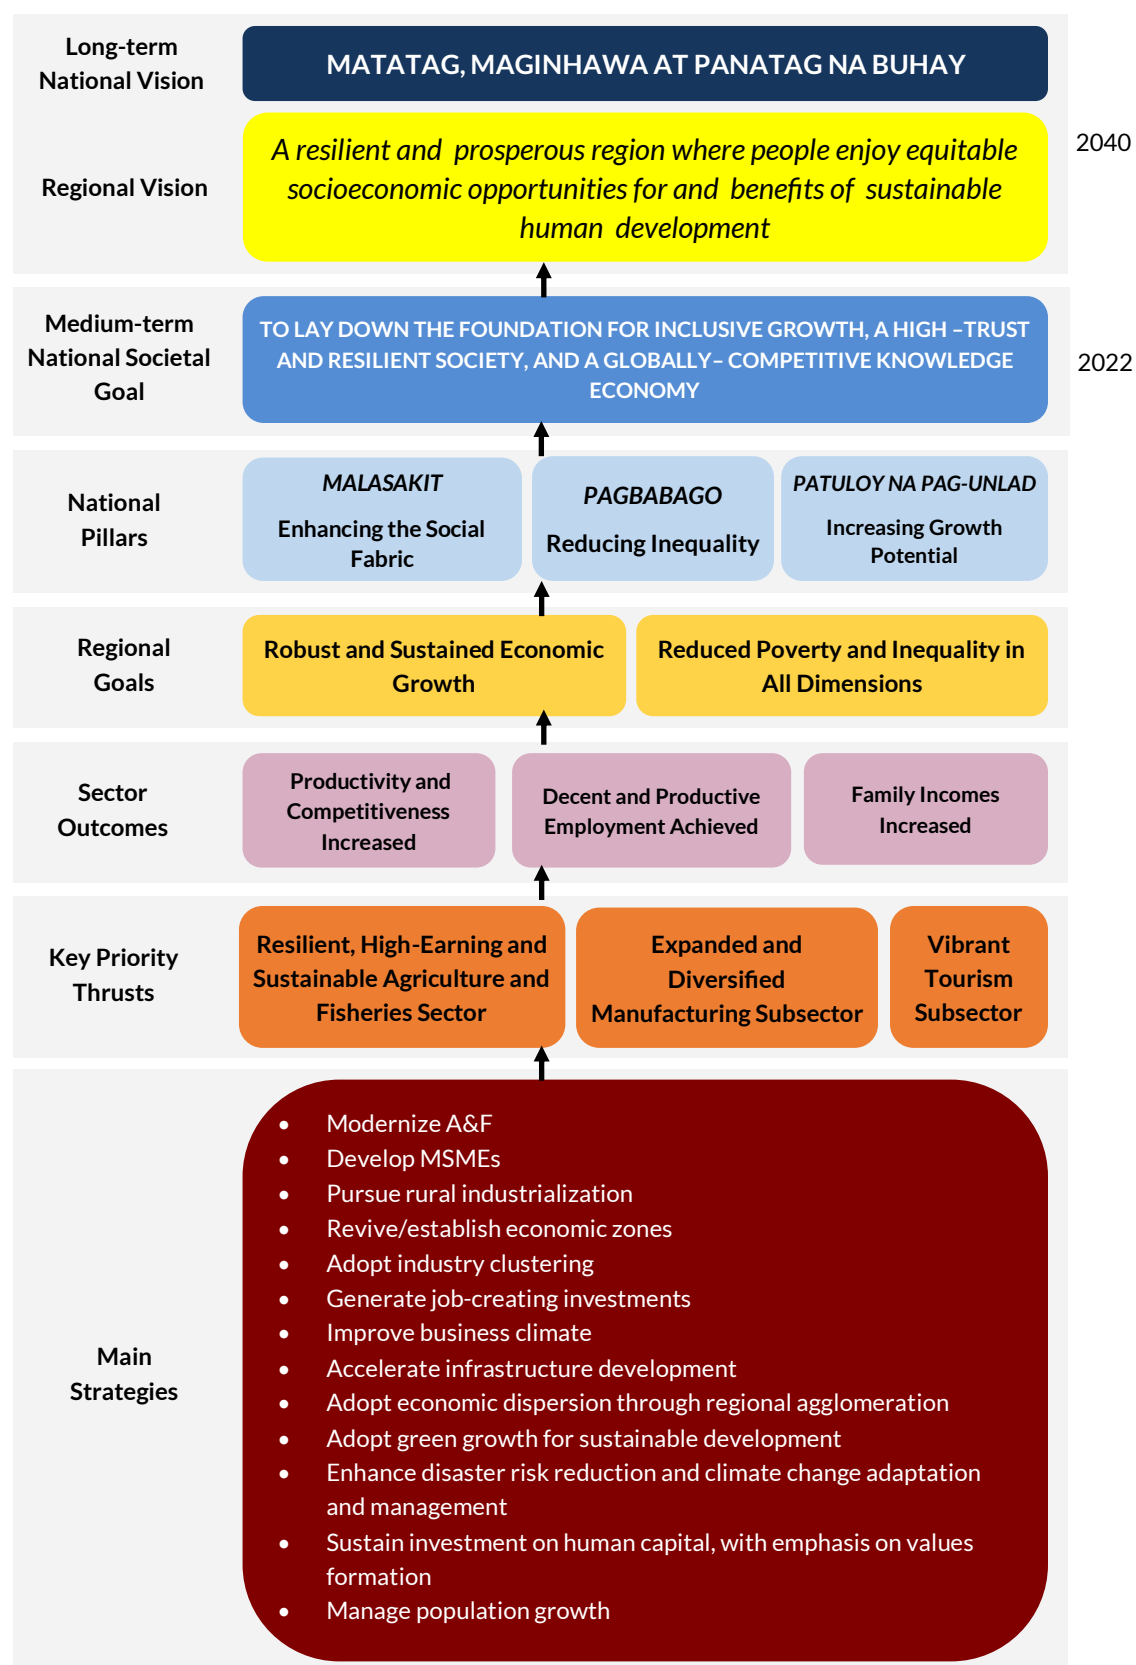 Long-term
National Vision
MATATAG, MAGINHAWA AT PANATAG NA BUHAY
2040
Regional Vision
A resilient and prosperous region where people enjoy equitable
socioeconomic opportunities for and benefits of sustainable
human development
Medium-term
National Societal
Goal
TO LAY DOWN THE FOUNDATION FOR INCLUSIVE GROWTH, A HIGH –TRUST
AND RESILIENT SOCIETY, AND A GLOBALLY– COMPETITIVE KNOWLEDGE
ECONOMY
2022
National
Pillars
MALASAKIT
Enhancing the Social
Fabric
PAGBABAGO
Reducing Inequality
PATULOY NA PAG-UNLAD
Increasing Growth
Potential
Regional
Goals
Robust and Sustained Economic
Growth
Reduced Poverty and Inequality in
All Dimensions
Sector
Outcomes
Productivity and
Competitiveness
Increased
Decent and Productive
Employment Achieved
Family Incomes
Increased
Key Priority
Thrusts
Resilient, High-Earning and
Sustainable Agriculture and
Fisheries Sector
Expanded and
Diversified
Manufacturing Subsector
Vibrant
Tourism
Subsector
Main
Strategies
• Modernize A&F
• Develop MSMEs
• Pursue rural industrialization
• Revive/establish economic zones
• Adopt industry clustering
• Generate job-creating investments
• Improve business climate
• Accelerate infrastructure development
• Adopt economic dispersion through regional agglomeration
• Adopt green growth for sustainable development
• Enhance disaster risk reduction and climate change adaptation
and management
• Sustain investment on human capital, with emphasis on values
formation
• Manage population growth